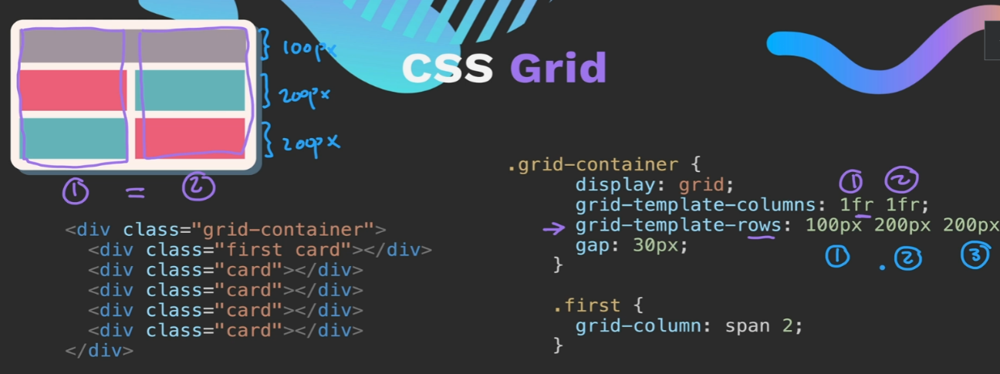 100px
CSS Grid
200px
200px
① = ②
<div class="grid-container">
<div class="first card"></div>
<div class="card"></div>
<div class="card"></div>
<div class="card"></div>
<div class="card"></div>
</div>
.grid-container {
display: grid;
① ②
grid-template-columns: 1fr 1fr;
→ grid-template-rows: 100px 200px 200px
gap: 30px;
① . ② ③
}
.first {
grid-column: span 2;
}